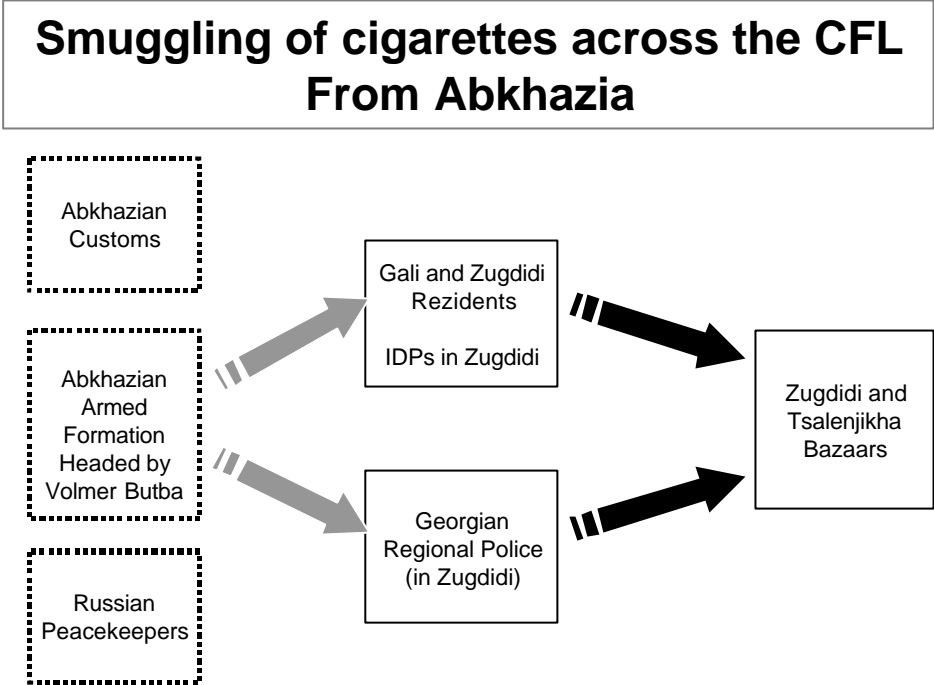 Smuggling of cigarettes across the CFL
From Abkhazia
Abkhazian
Customs
Abkhazian
Armed
Formation
Headed by
Volmer Butba
Russian
Peacekeepers
Gali and Zugdidi
Rezidents
IDPs in Zugdidi
Georgian
Regional Police
(in Zugdidi)
Zugdidi and
Tsalenjikha
Bazaars